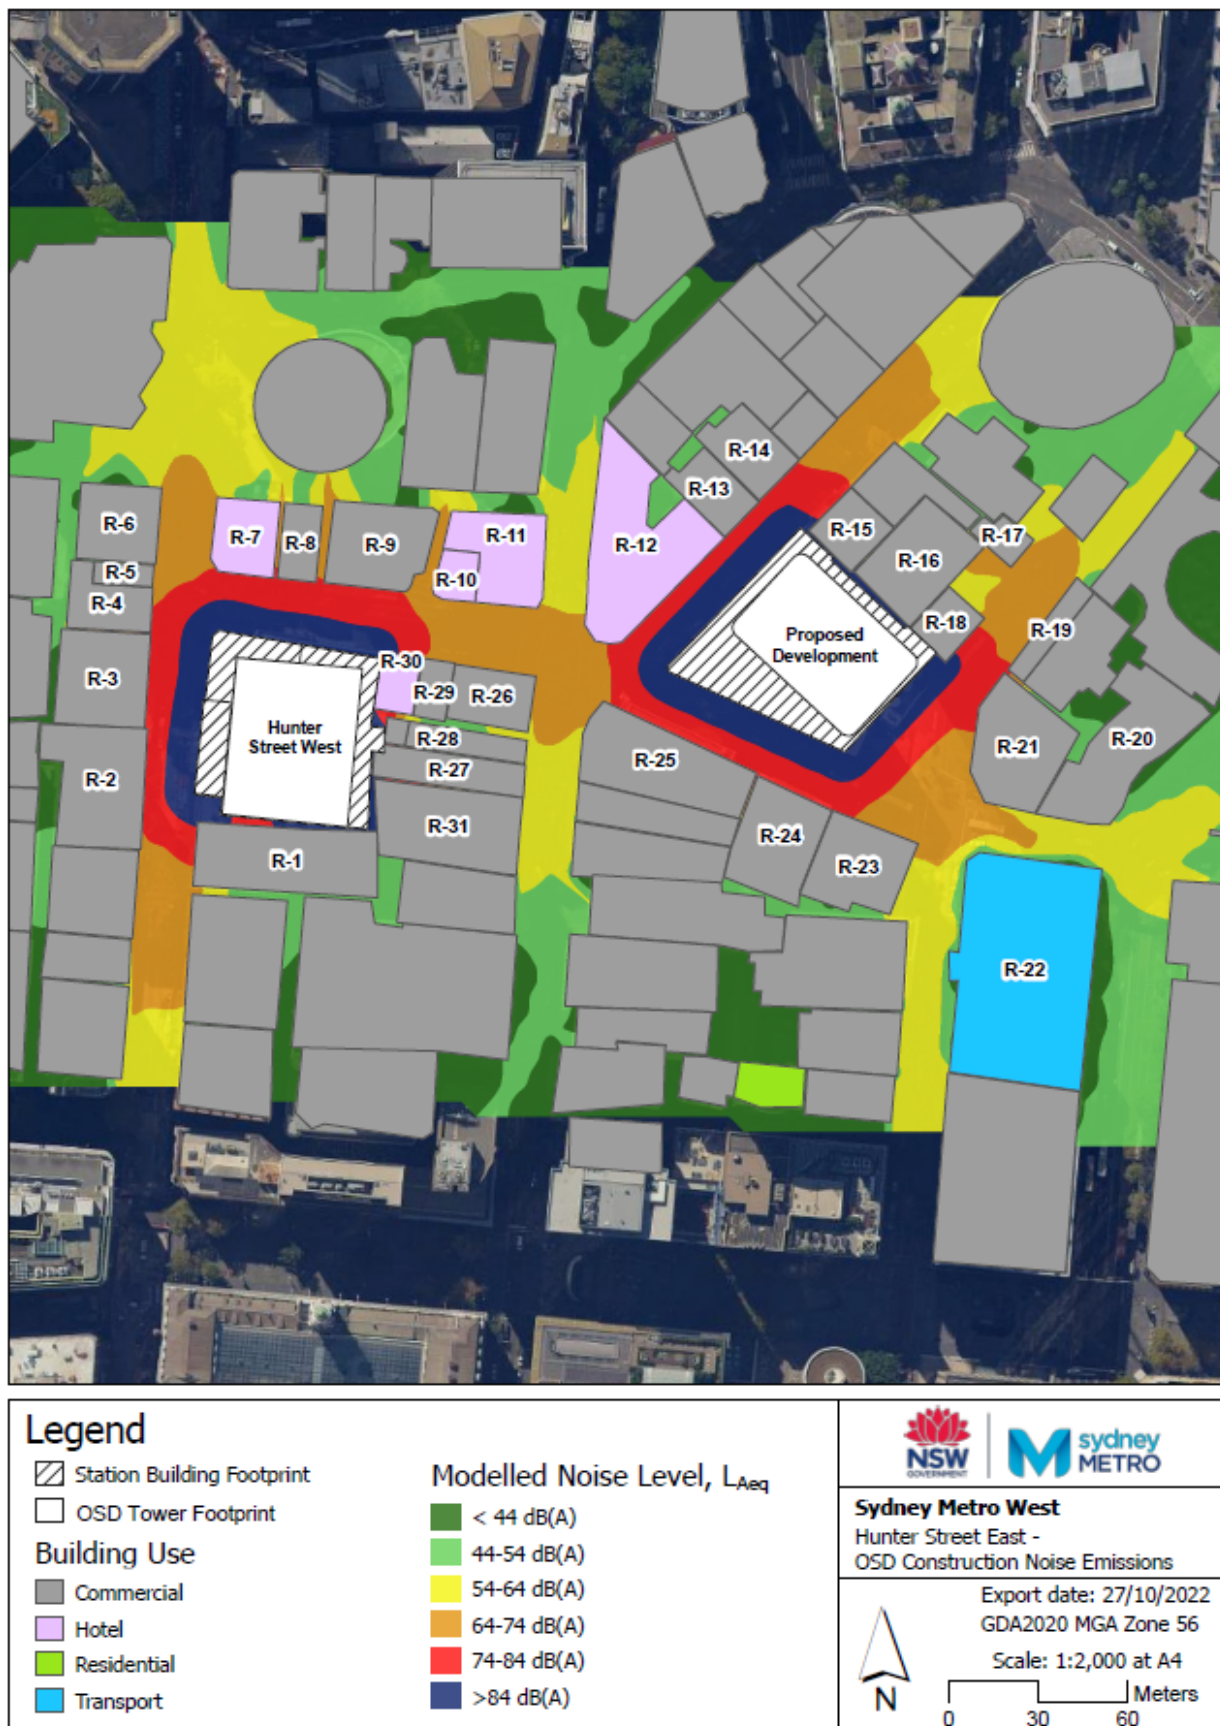 R-14
R-13
R-6
R-7
R-8
R-9
R-11
R-12
R-15
R-17
R-16
R-5
R-10
R-4
R-18
R-19
Proposed
Development
R-3
R-30
R-29
R-26
Hunter
Street West
R-28
R-21
R-20
R-2
R-27
R-25
R-31
R-24
R-1
R-23
R-22
Legend
Station Building Footprint
OSD Tower Footprint
Building Use
Commercial
Hotel
Residential
Transport
Modelled Noise Level, LAeq
< 44 dB(A)
44-54 dB(A)
54-64 dB(A)
64-74 dB(A)
74-84 dB(A)
>84 dB(A)
NSW
GOVERNMENT
sydney
METRO
Sydney Metro West
Hunter Street East -
OSD Construction Noise Emissions
Export date: 27/10/2022
GDA2020 MGA Zone 56
Scale: 1:2,000 at A4
N
Meters
0 30 60